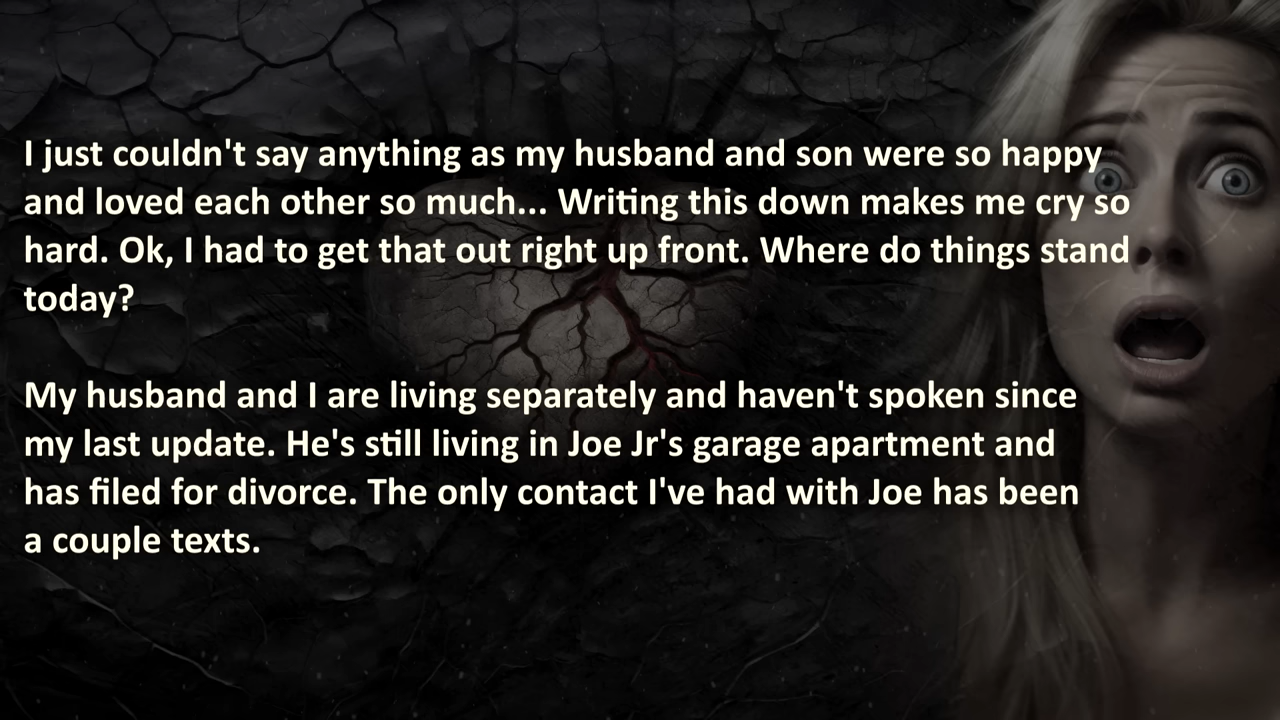 I just couldn't say anything as my husband and son were so happy
and loved each other so much... Writing this down makes me cry so
hard. Ok, I had to get that out right up front. Where do things stand
today?
My husband and I are living separately and haven't spoken since
my last update. He's still living in Joe Jr's garage apartment and
has filed for divorce. The only contact I've had with Joe has been
a couple texts.